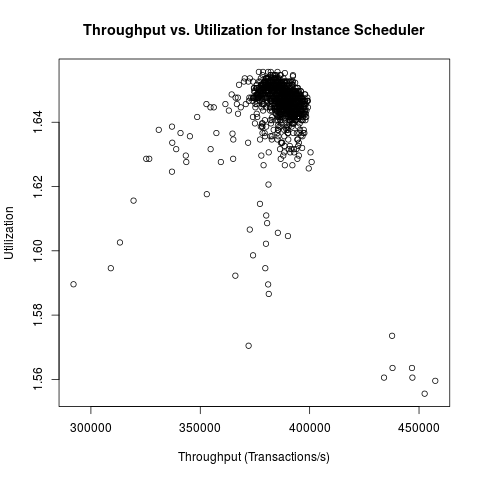 Throughput vs. Utilization for Instance Scheduler
Utilization
1.64
1.62
1.60
1.58
1.56
300000 350000 400000 450000
Throughput (Transactions/s)